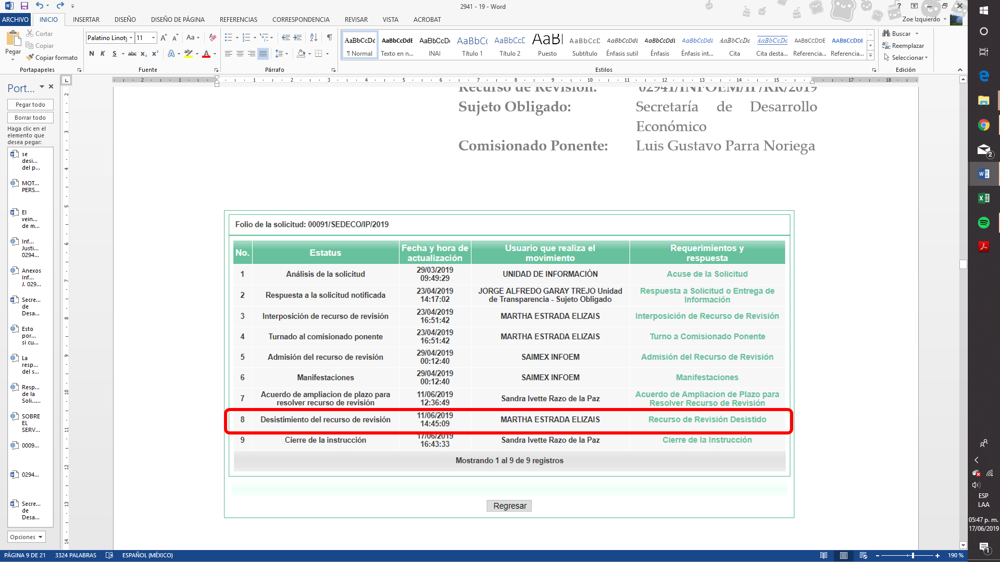 2941 - 19 - Word
ARCHIVO INICIO INSERTAR DISEÑO DISEÑO DE PÁGINA REFERENCIAS CORRESPONDENCIA REVISAR VISTA ACROBAT
Zoe Izquierdo
Pegar
Cortar
Copiar
Copiar formato
Portapapeles
Palatino Linoty 11
N K S abc x₂ x²
Fuente
Párrafo
AaBbCcDc AaBbCcDdE AaBbCcDc AaBbCc AaBbCcD AaBl AaBbCcD AaBbCcDdl AaBbCcDdl AaBbCcDdl AaBbCcDc AaBbCcDc AaBbCcDdE AaBbCcDdl
¶ Normal Texto en n... INAI Título 1 Título 2 Puesto Subtítulo Énfasis sutil Énfasis Énfasis int... Cita Cita desta... Referencia... Referencia...
Estilos
Buscar
Reemplazar
Seleccionar
Edición
Port...
Pegar todo
Borrar todo
Haga clic en el
elemento que
desea pegar:
se
desi...
del p...
MOT...
PERS...
El
vein...
de m...
Inf...
Justi...
0294...
Anexos
Inf...
J. 029...
Secre...
de
Desa...
Esto
por...
si cu...
La
resp...
del s...
Resp...
de la
Soli......
SOBRE
EL
SERV...
0009...
0294...
Secre...
de
Desa...
Opciones
Recurso de Revisión: 02941/INFOEM/IP/RR/2019
Sujeto Obligado: Secretaría de Desarrollo
Económico
Comisionado Ponente: Luis Gustavo Parra Noriega
Folio de la solicitud: 00091/SEDECO/IP/2019
No. Estatus Fecha y hora de actualización Usuario que realiza el movimiento Requerimientos y respuesta
1 Análisis de la solicitud 29/03/2019 09:49:29 UNIDAD DE INFORMACIÓN Acuse de la Solicitud
2 Respuesta a la solicitud notificada 23/04/2019 14:17:02 JORGE ALFREDO GARAY TREJO Unidad de Transparencia - Sujeto Obligado Respuesta a Solicitud o Entrega de Información
3 Interposición de recurso de revisión 23/04/2019 16:51:42 MARTHA ESTRADA ELIZAIS Interposición de Recurso de Revisión
4 Turnado al comisionado ponente 23/04/2019 16:51:42 MARTHA ESTRADA ELIZAIS Turno a Comisionado Ponente
5 Admisión del recurso de revisión 29/04/2019 00:12:40 SAIMEX INFOEM Admisión del Recurso de Revisión
6 Manifestaciones 29/04/2019 00:12:40 SAIMEX INFOEM Manifestaciones
7 Acuerdo de ampliacion de plazo para resolver recurso de revisión 11/06/2019 12:36:49 Sandra Ivette Razo de la Paz Acuerdo de Ampliacion de Plazo para Resolver Recurso de Revisión
8 Desistimiento del recurso de revisión 11/06/2019 14:45:09 MARTHA ESTRADA ELIZAIS Recurso de Revisión Desistido
9 Cierre de la instrucción 17/06/2019 16:43:33 Sandra Ivette Razo de la Paz Cierre de la Instrucción
Mostrando 1 al 9 de 9 registros
Regresar
ESP
LAA
05:47 p. m.
17/06/2019
PÁGINA 9 DE 21 3324 PALABRAS ESPAÑOL (MÉXICO) 190 %